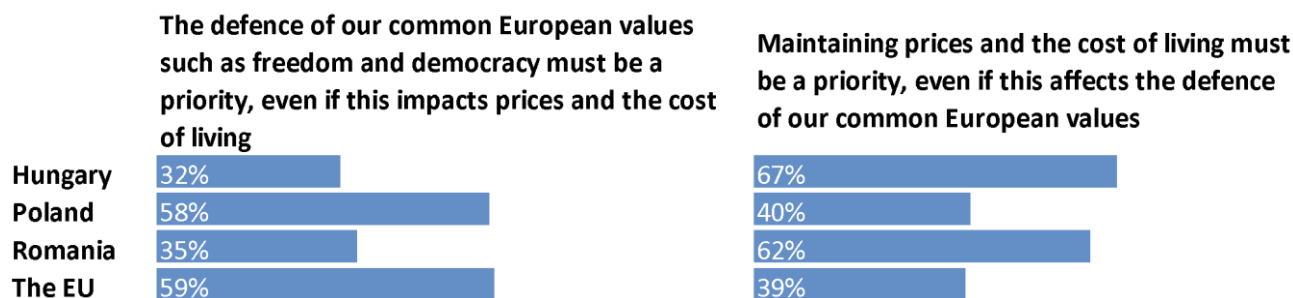 The defence of our common European values
such as freedom and democracy must be a
priority, even if this impacts prices and the cost
of living
Maintaining prices and the cost of living must
be a priority, even if this affects the defence
of our common European values
Hungary 32% 67%
Poland 58% 40%
Romania 35% 62%
The EU 59% 39%